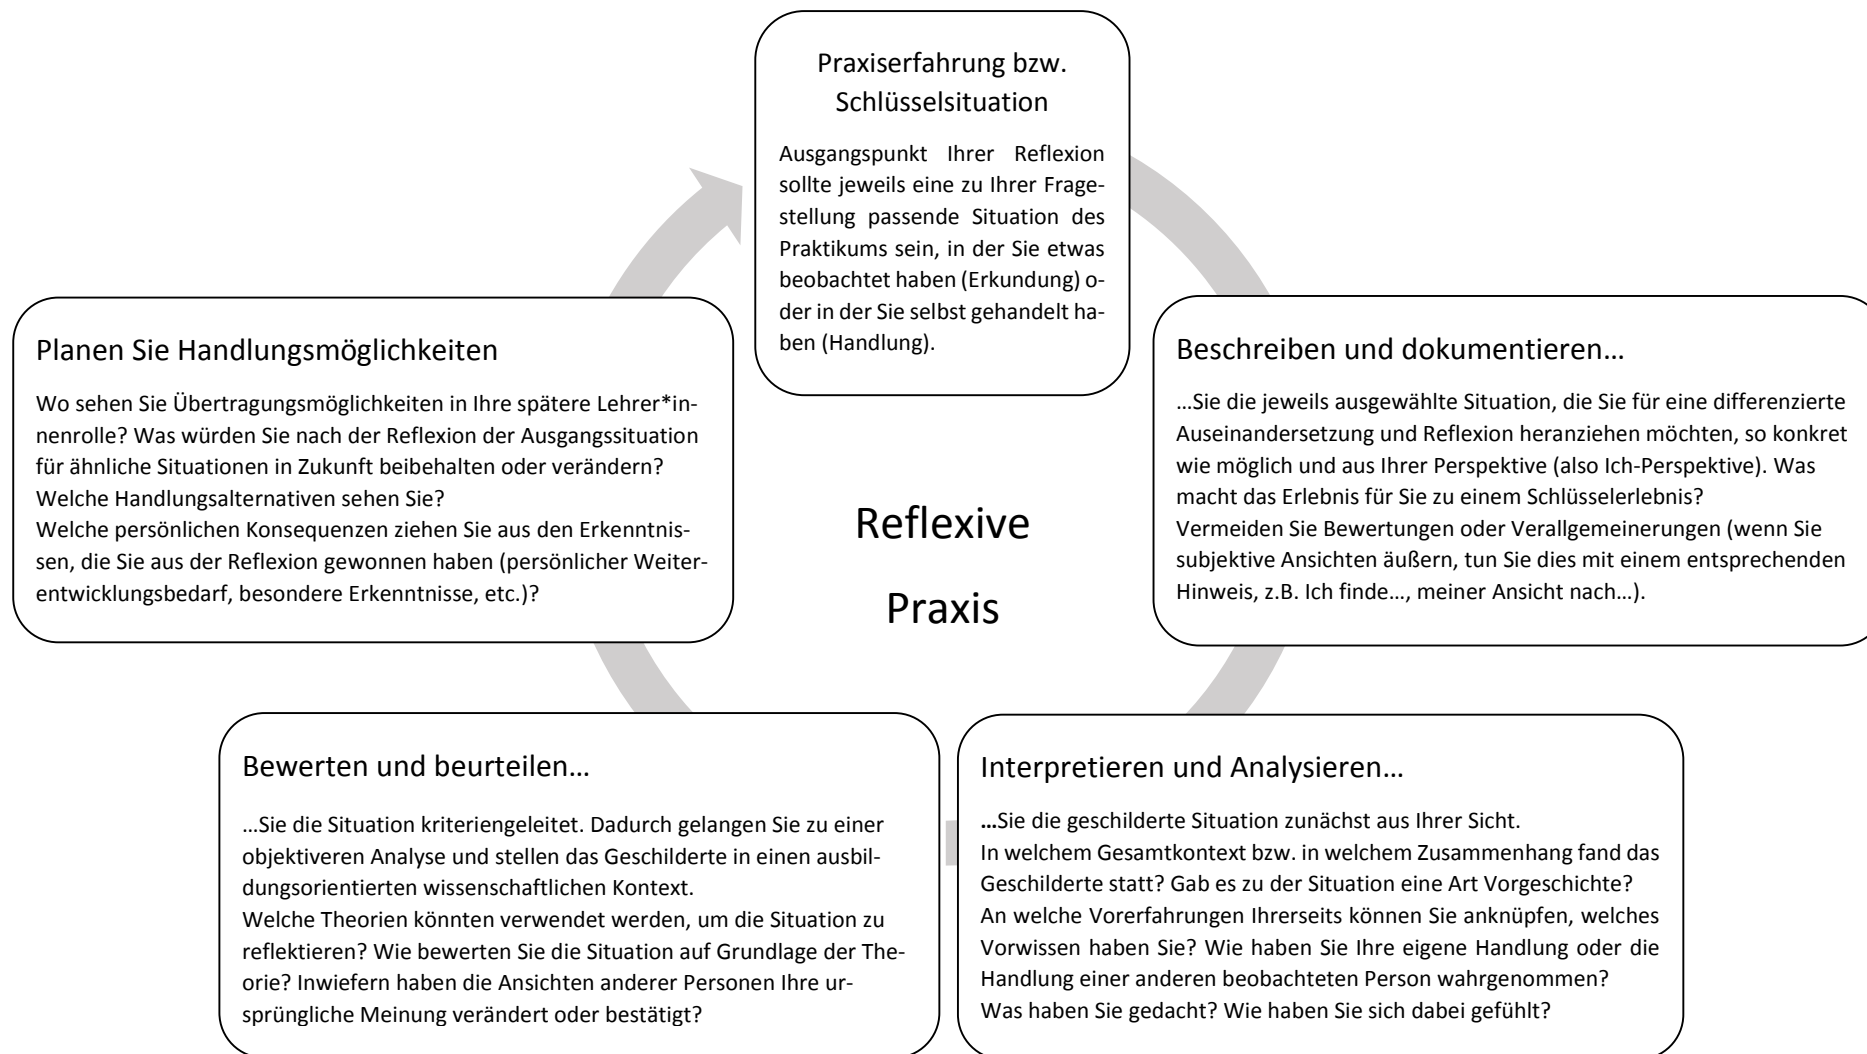 Praxiserfahrung bzw.
Schlüsselsituation
Ausgangspunkt Ihrer Reflexion
sollte jeweils eine zu Ihrer Frage-
stellung passende Situation des
Praktikums sein, in der Sie etwas
beobachtet haben (Erkundung) o-
der in der Sie selbst gehandelt ha-
ben (Handlung).
Beschreiben und dokumentieren…
…Sie die jeweils ausgewählte Situation, die Sie für eine differenzierte
Auseinandersetzung und Reflexion heranziehen möchten, so konkret
wie möglich und aus Ihrer Perspektive (also Ich-Perspektive). Was
macht das Erlebnis für Sie zu einem Schlüsselerlebnis?
Vermeiden Sie Bewertungen oder Verallgemeinerungen (wenn Sie
subjektive Ansichten äußern, tun Sie dies mit einem entsprechenden
Hinweis, z.B. Ich finde…, meiner Ansicht nach…).
Interpretieren und Analysieren…
…Sie die geschilderte Situation zunächst aus Ihrer Sicht.
In welchem Gesamtkontext bzw. in welchem Zusammenhang fand das
Geschilderte statt? Gab es zu der Situation eine Art Vorgeschichte?
An welche Vorerfahrungen Ihrerseits können Sie anknüpfen, welches
Vorwissen haben Sie? Wie haben Sie Ihre eigene Handlung oder die
Handlung einer anderen beobachteten Person wahrgenommen?
Was haben Sie gedacht? Wie haben Sie sich dabei gefühlt?
Bewerten und beurteilen…
…Sie die Situation kriteriengeleitet. Dadurch gelangen Sie zu einer
objektiveren Analyse und stellen das Geschilderte in einen ausbil-
dungsorientierten wissenschaftlichen Kontext.
Welche Theorien könnten verwendet werden, um die Situation zu
reflektieren? Wie bewerten Sie die Situation auf Grundlage der The-
orie? Inwiefern haben die Ansichten anderer Personen Ihre ur-
sprüngliche Meinung verändert oder bestätigt?
Planen Sie Handlungsmöglichkeiten
Wo sehen Sie Übertragungsmöglichkeiten in Ihre spätere Lehrer*in-
nenrolle? Was würden Sie nach der Reflexion der Ausgangssituation
für ähnliche Situationen in Zukunft beibehalten oder verändern?
Welche Handlungsalternativen sehen Sie?
Welche persönlichen Konsequenzen ziehen Sie aus den Erkenntnis-
sen, die Sie aus der Reflexion gewonnen haben (persönlicher Weiter-
entwicklungsbedarf, besondere Erkenntnisse, etc.)?
Reflexive
Praxis